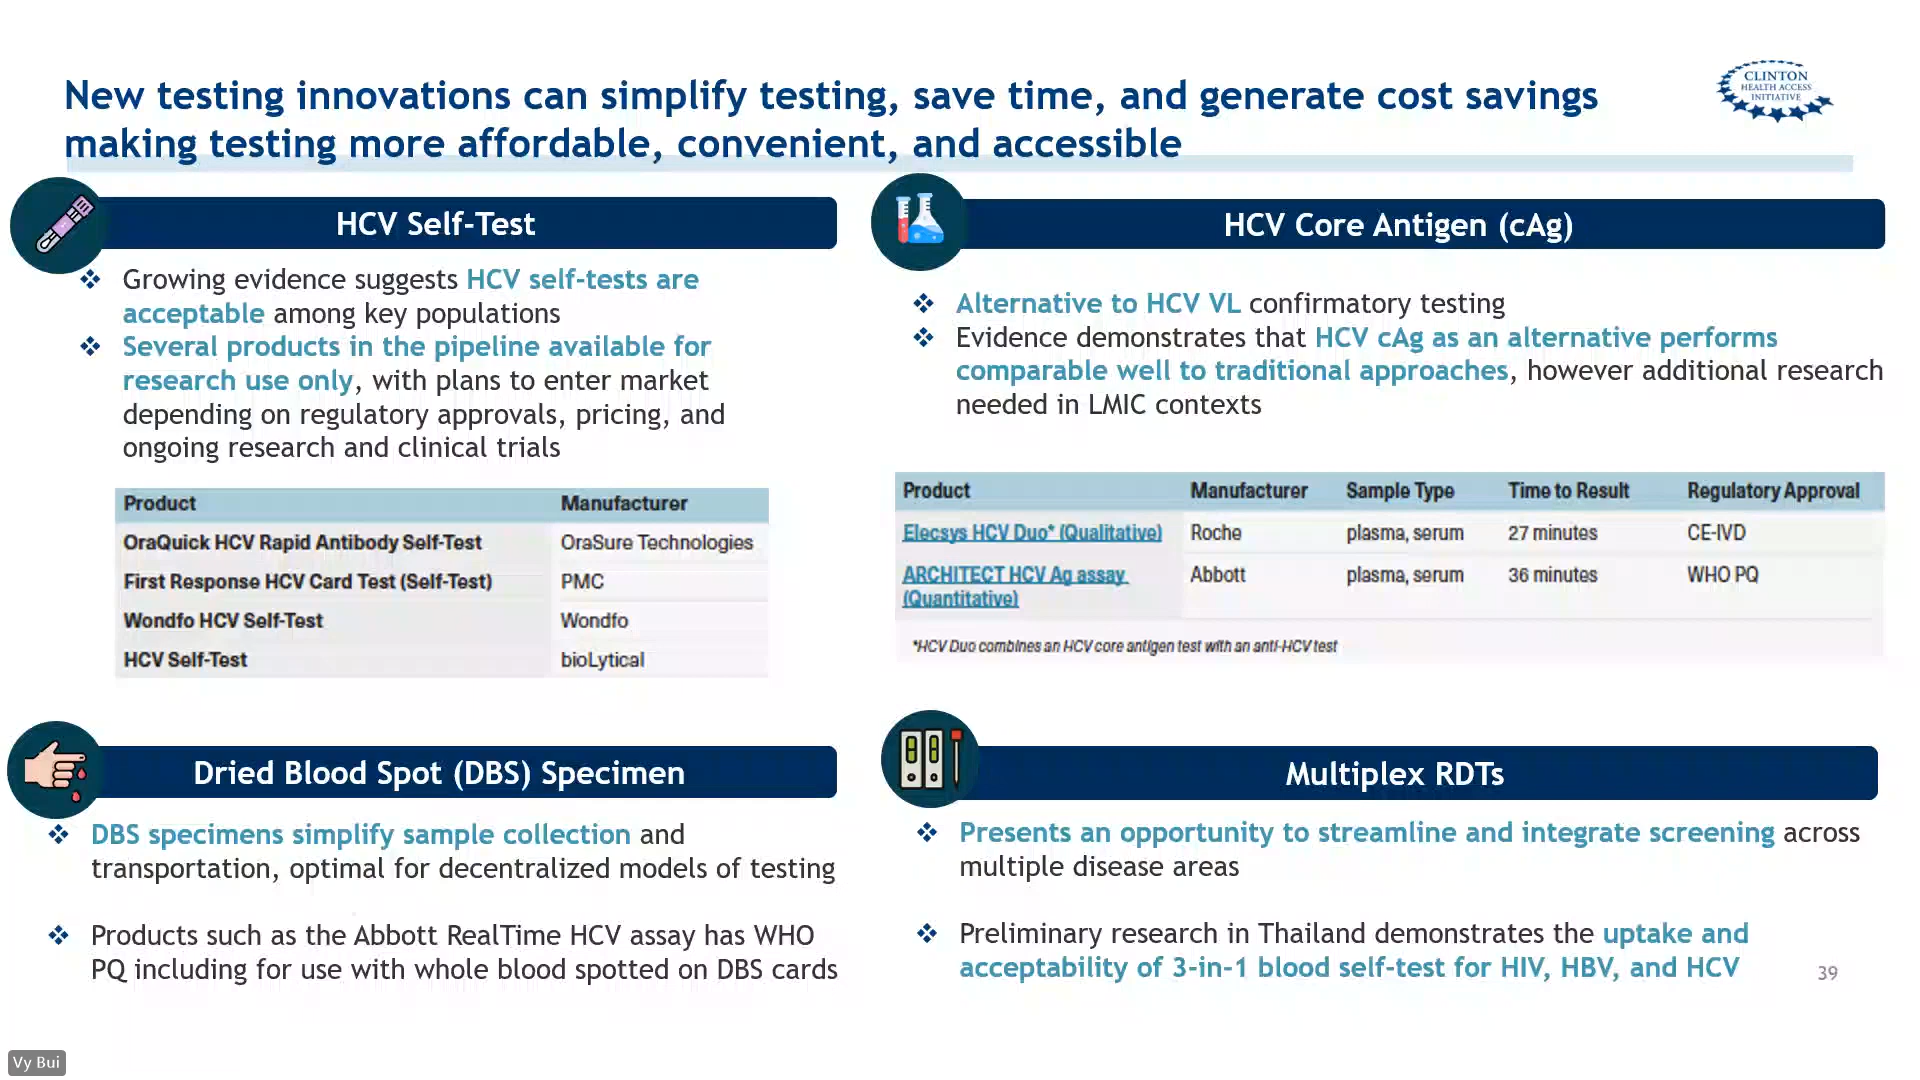 New testing innovations can simplify testing, save time, and generate cost savings
making testing more affordable, convenient, and accessible
CLINTON
HEALTH ACCESS
INITIATIVE
HCV Self-Test
❖ Growing evidence suggests HCV self-tests are
acceptable among key populations
❖ Several products in the pipeline available for
research use only, with plans to enter market
depending on regulatory approvals, pricing, and
ongoing research and clinical trials
Product Manufacturer
OraQuick HCV Rapid Antibody Self-Test OraSure Technologies
First Response HCV Card Test (Self-Test) PMC
Wondfo HCV Self-Test Wondfo
HCV Self-Test bioLytical
HCV Core Antigen (cAg)
❖ Alternative to HCV VL confirmatory testing
❖ Evidence demonstrates that HCV cAg as an alternative performs
comparable well to traditional approaches, however additional research
needed in LMIC contexts
Product Manufacturer Sample Type Time to Result Regulatory Approval
Elecsys HCV Duo* (Qualitative) Roche plasma, serum 27 minutes CE-IVD
ARCHITECT HCV Ag assay Abbott plasma, serum 36 minutes WHO PQ
(Quantitative)
*HCV Duo combines an HCV core antigen test with an anti-HCV test
Dried Blood Spot (DBS) Specimen
❖ DBS specimens simplify sample collection and
transportation, optimal for decentralized models of testing
❖ Products such as the Abbott RealTime HCV assay has WHO
PQ including for use with whole blood spotted on DBS cards
Multiplex RDTs
❖ Presents an opportunity to streamline and integrate screening across
multiple disease areas
❖ Preliminary research in Thailand demonstrates the uptake and
acceptability of 3-in-1 blood self-test for HIV, HBV, and HCV
39
Vy Bui